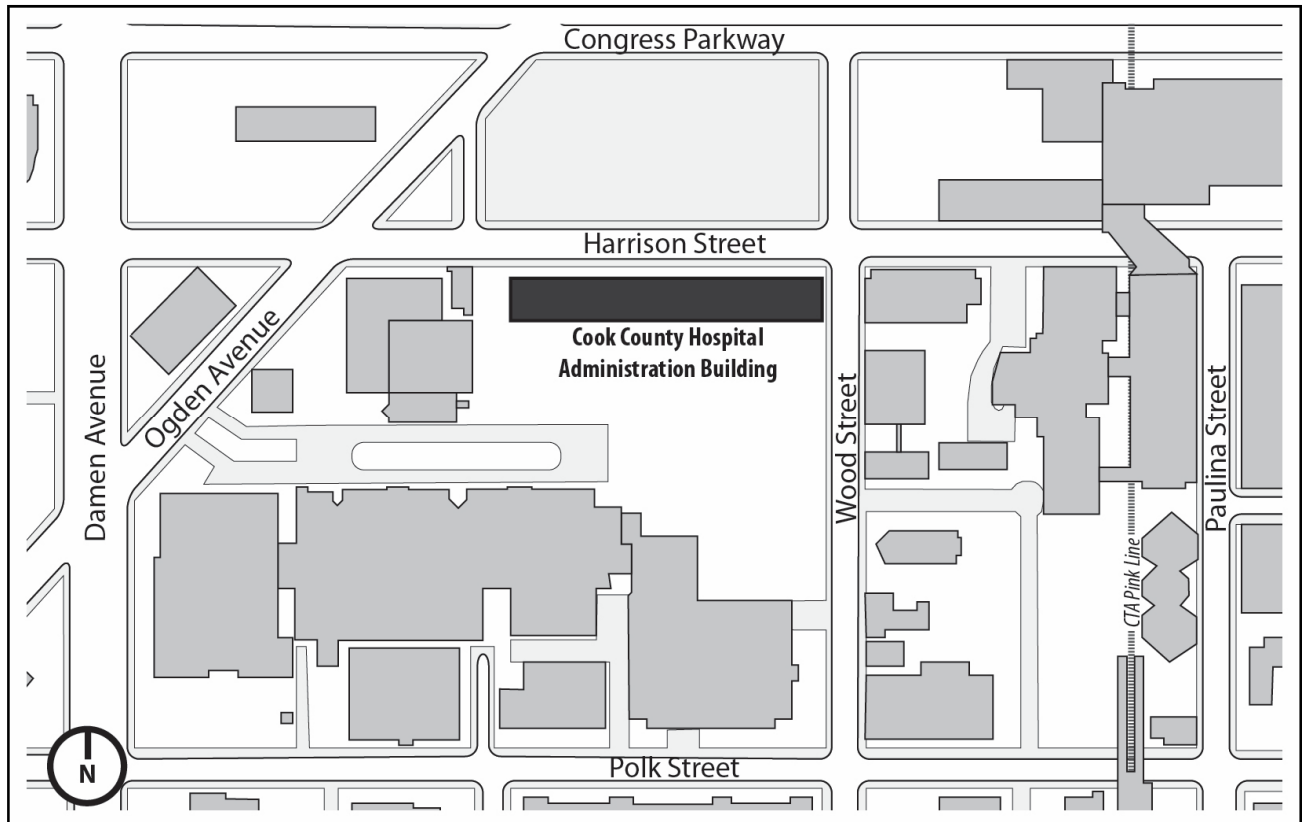 Congress Parkway
Harrison Street
Cook County Hospital
Administration Building
Ogden Avenue
Damen Avenue
Wood Street
Paulina Street
CTA Pink Line
N
Polk Street